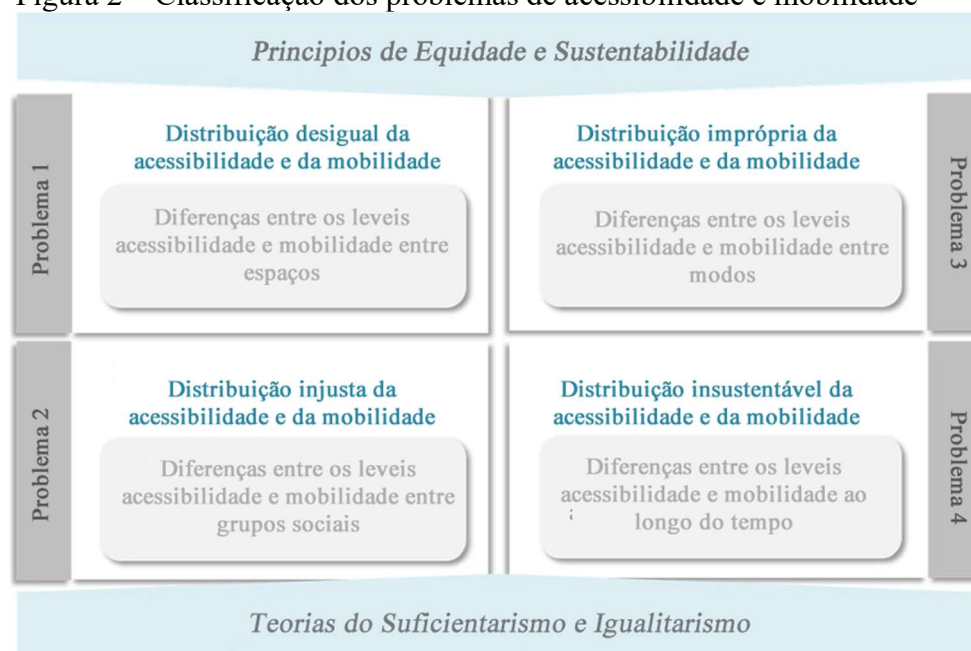 Figura 2 – Classificação dos problemas de acessibilidade e mobilidade
Principios de Equidade e Sustentabilidade
Problema 1
Distribuição desigual da
acessibilidade e da mobilidade
Diferenças entre os leveis
acessibilidade e mobilidade entre
espaços
Distribuição imprópria da
acessibilidade e da mobilidade
Diferenças entre os leveis
acessibilidade e mobilidade entre
modos
Problema 3
Problema 2
Distribuição injusta da
acessibilidade e da mobilidade
Diferenças entre os leveis
acessibilidade e mobilidade entre
grupos sociais
Distribuição insustentável da
acessibilidade e da mobilidade
Diferenças entre os leveis
acessibilidade e mobilidade ao
longo do tempo
Problema 4
Teorias do Suficientarismo e Igualitarismo